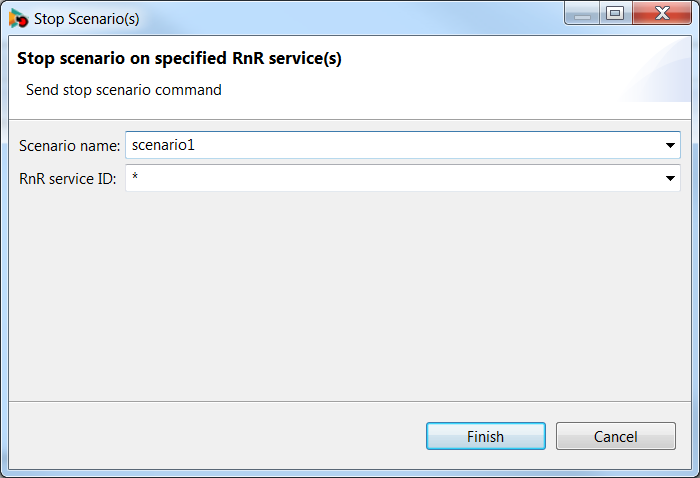 Stop Scenario(s)
Stop scenario on specified RnR service(s)
Send stop scenario command
Scenario name: scenario1
RnR service ID: *
Finish Cancel